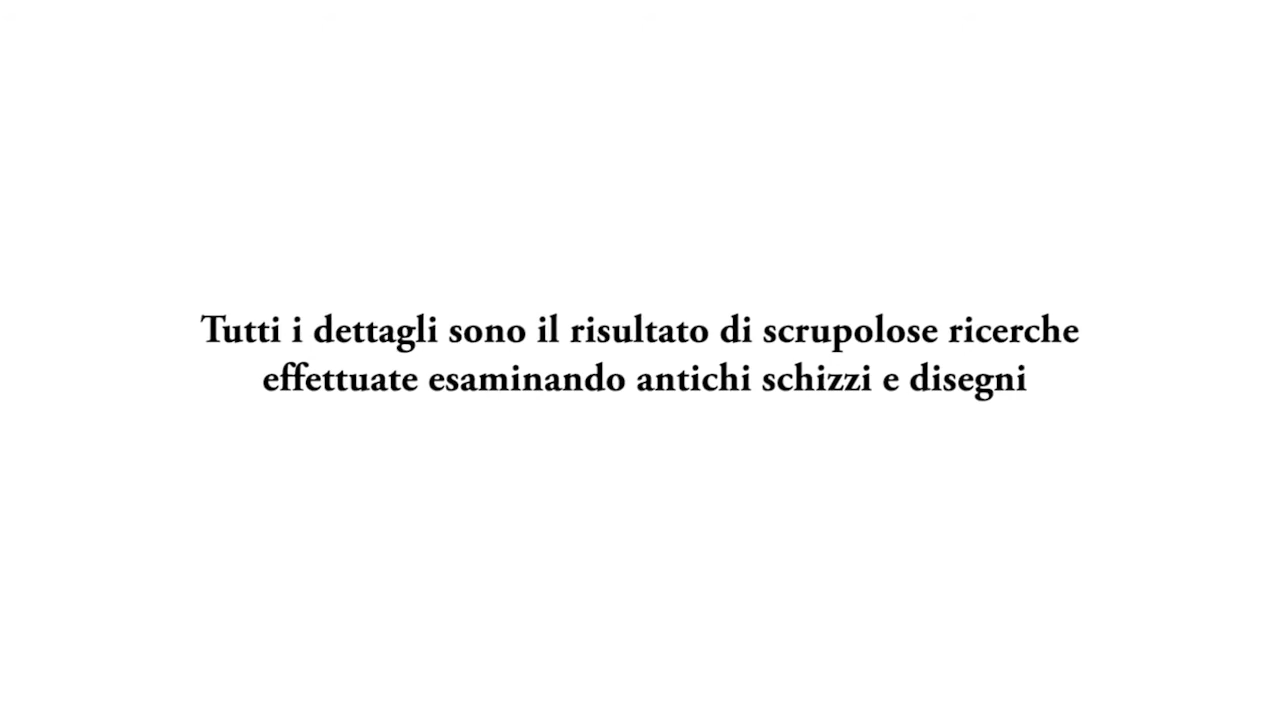 Tutti i dettagli sono il risultato di scrupolose ricerche
effettuate esaminando antichi schizzi e disegni